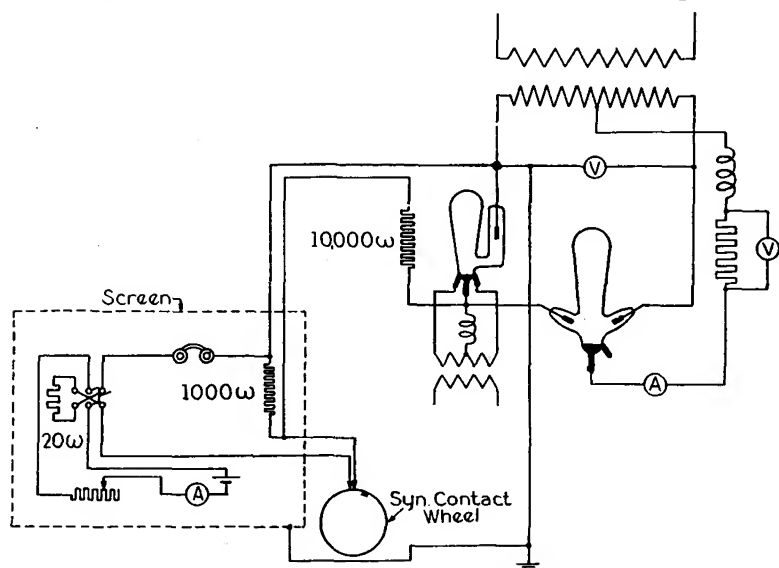 V
10,000ω
V
Screen
1000ω
20ω
A
A
Syn. Contact
Wheel